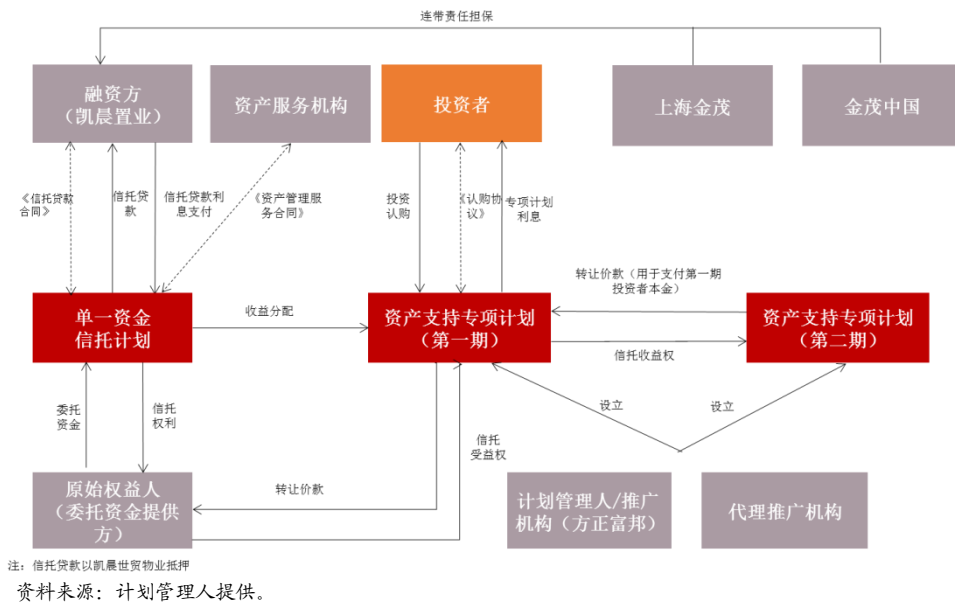 连带责任担保
融资方
（凯晨置业）
资产服务机构
投资者
上海金茂
金茂中国
《信托贷款
合同》
信托贷
款
信托贷款利
息支付
《资产管理服
务合同》
投资
认购
《认购协
议》
专项计划
利息
转让价款（用于支付第一期
投资者本金）
单一资金
信托计划
收益分配
资产支持专项计划
（第一期）
资产支持专项计划
（第二期）
信托收益权
委托
资金
信托
权利
设立
设立
信托
受益权
原始权益人
（委托资金提供
方）
转让价款
计划管理人/推广
机构（方正富邦）
代理推广机构
注：信托贷款以凯晨世贸物业抵押
资料来源：计划管理人提供。